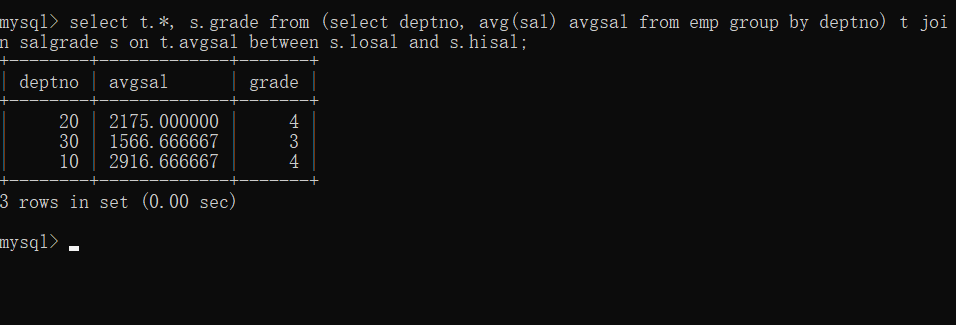 mysql> select t.*, s.grade from (select deptno, avg(sal) avgsal from emp group by deptno) t joi
n salgrade s on t.avgsal between s.losal and s.hisal;
+--------+-------------+-------+
| deptno | avgsal      | grade |
+--------+-------------+-------+
|     20 | 2175.000000 |     4 |
|     30 | 1566.666667 |     3 |
|     10 | 2916.666667 |     4 |
+--------+-------------+-------+
3 rows in set (0.00 sec)
mysql>